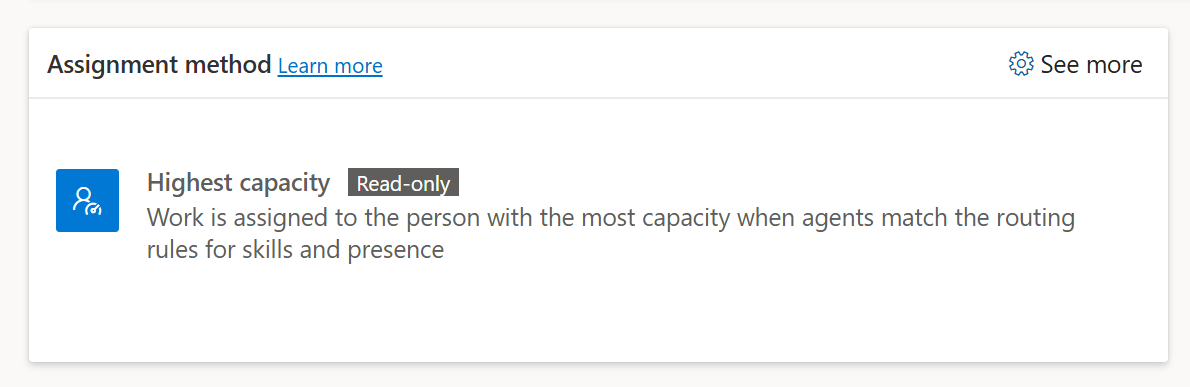 Assignment method Learn more
See more
Highest capacity Read-only
Work is assigned to the person with the most capacity when agents match the routing
rules for skills and presence